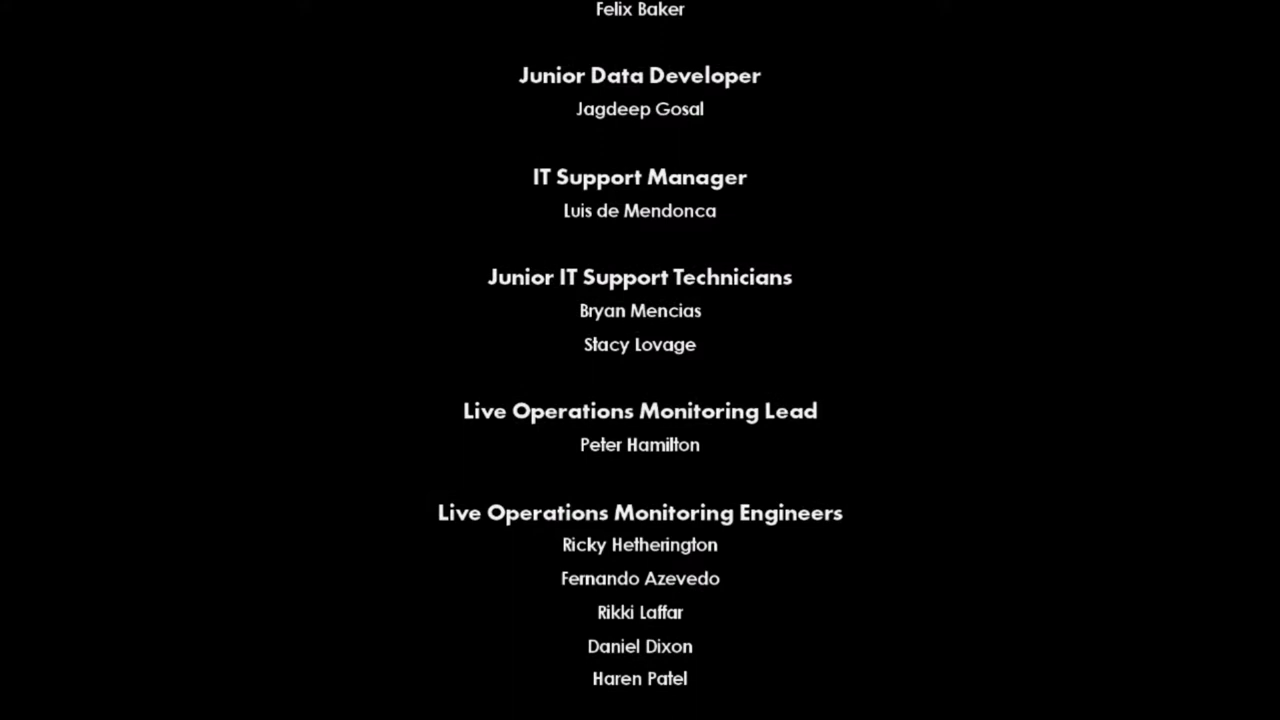 Felix Baker
Junior Data Developer
Jagdeep Gosal
IT Support Manager
Luis de Mendonca
Junior IT Support Technicians
Bryan Mencias
Stacy Lovage
Live Operations Monitoring Lead
Peter Hamilton
Live Operations Monitoring Engineers
Ricky Hetherington
Fernando Azevedo
Rikki Laffar
Daniel Dixon
Haren Patel